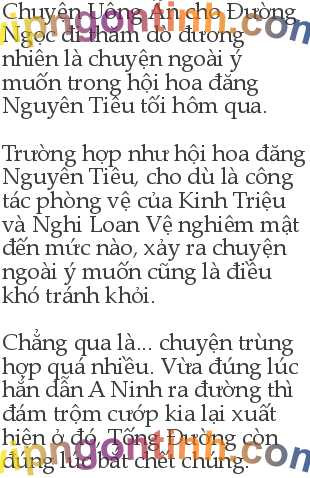 Chuyện Uông Ấn cho Đường
Ngọc đi thăm dò đương
nhiên là chuyện ngoài ý
muốn trong hội hoa đăng
Nguyên Tiêu tối hôm qua.
Trường hợp như hội hoa đăng
Nguyên Tiêu, cho dù là công
tác phòng vệ của Kinh Triệu
và Nghi Loan Vệ nghiêm mật
đến mức nào, xảy ra chuyện
ngoài ý muốn cũng là điều
khó tránh khỏi.
Chẳng qua là... chuyện trùng
hợp quá nhiều. Vừa đúng lúc
hắn dẫn A Ninh ra đường thì
đám trộm cướp kia lại xuất
hiện ở đó, Tống Đường còn
đúng lúc bắt chết chúng.
vipngontinh.com
vipngontinh.com